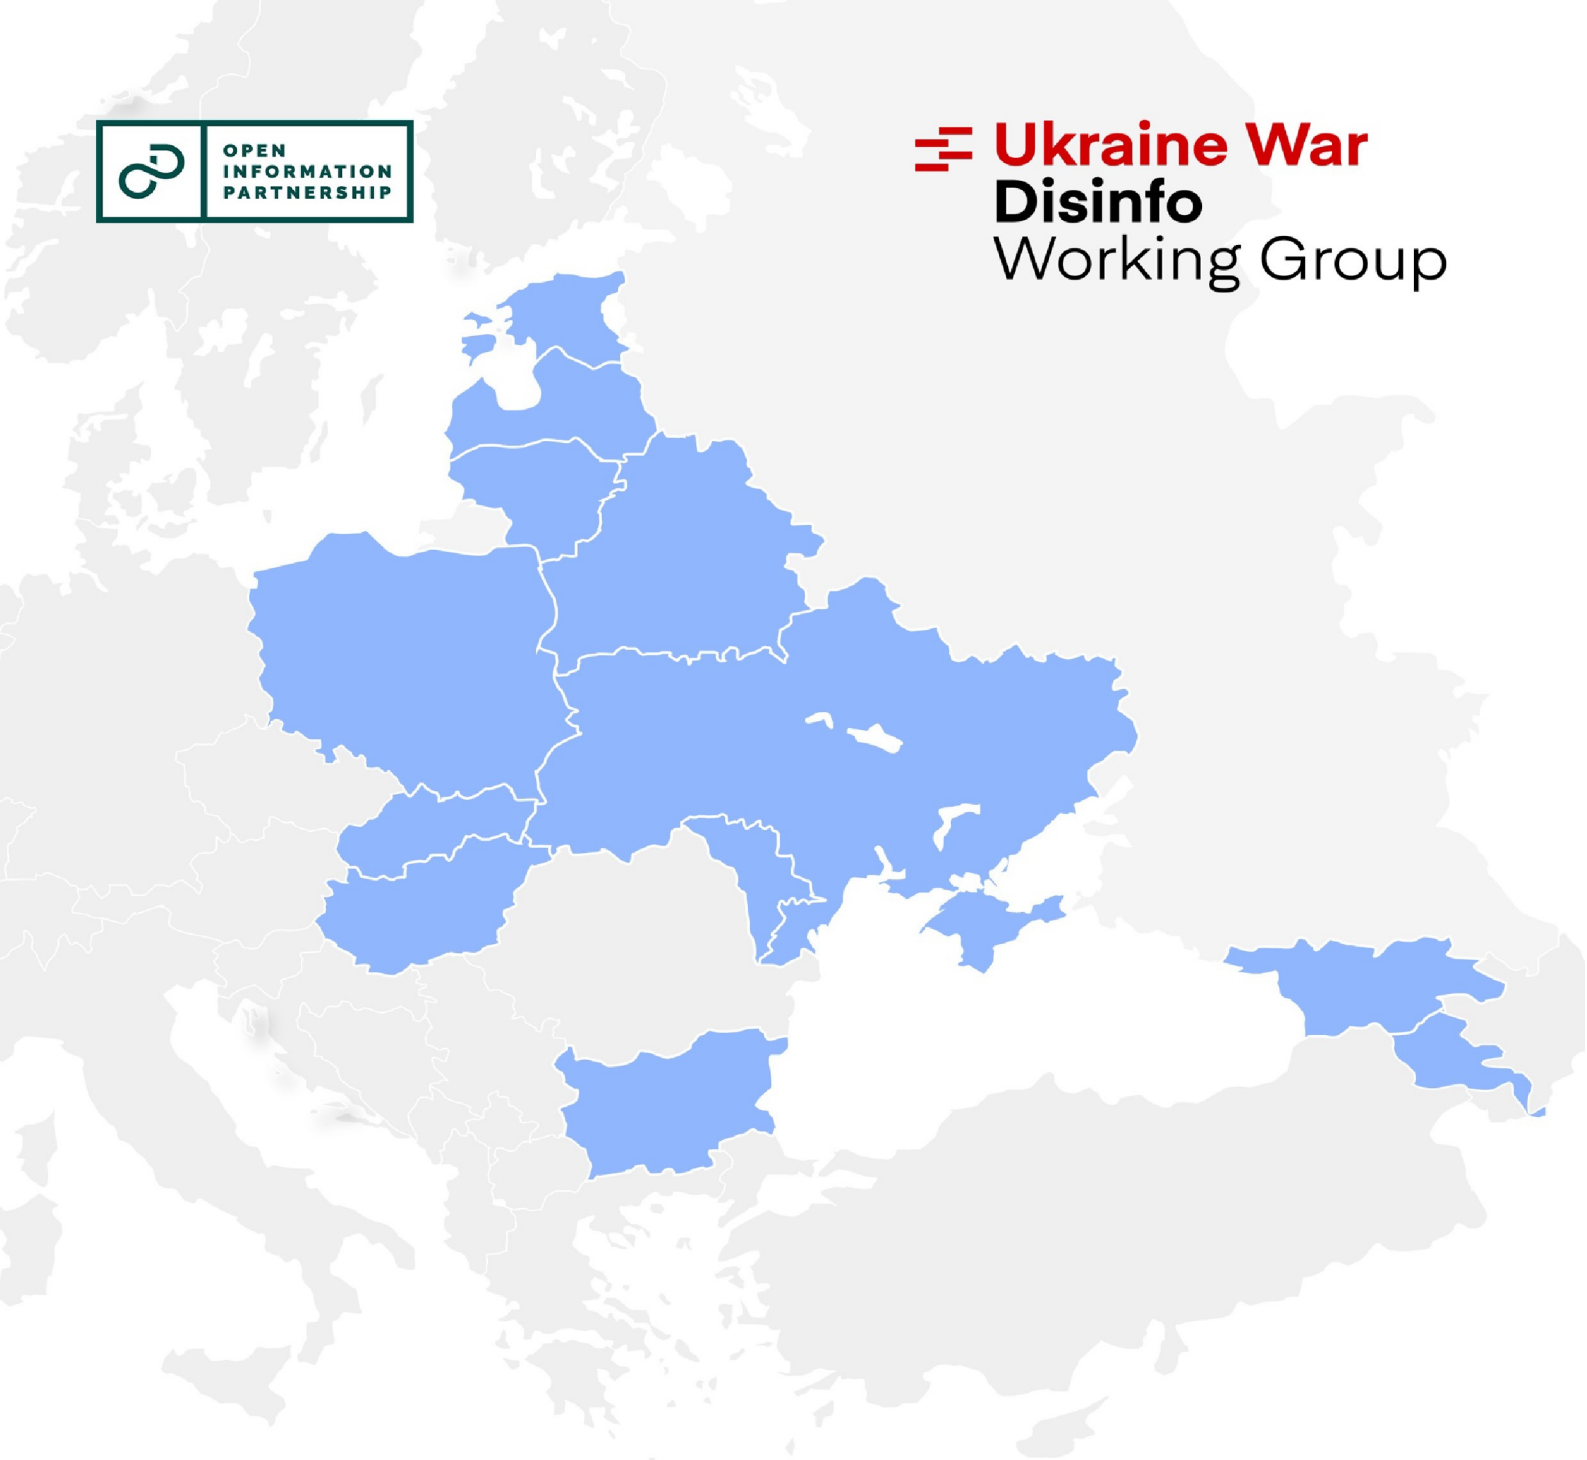 OPEN
INFORMATION
PARTNERSHIP
Ukraine War
Disinfo
Working Group